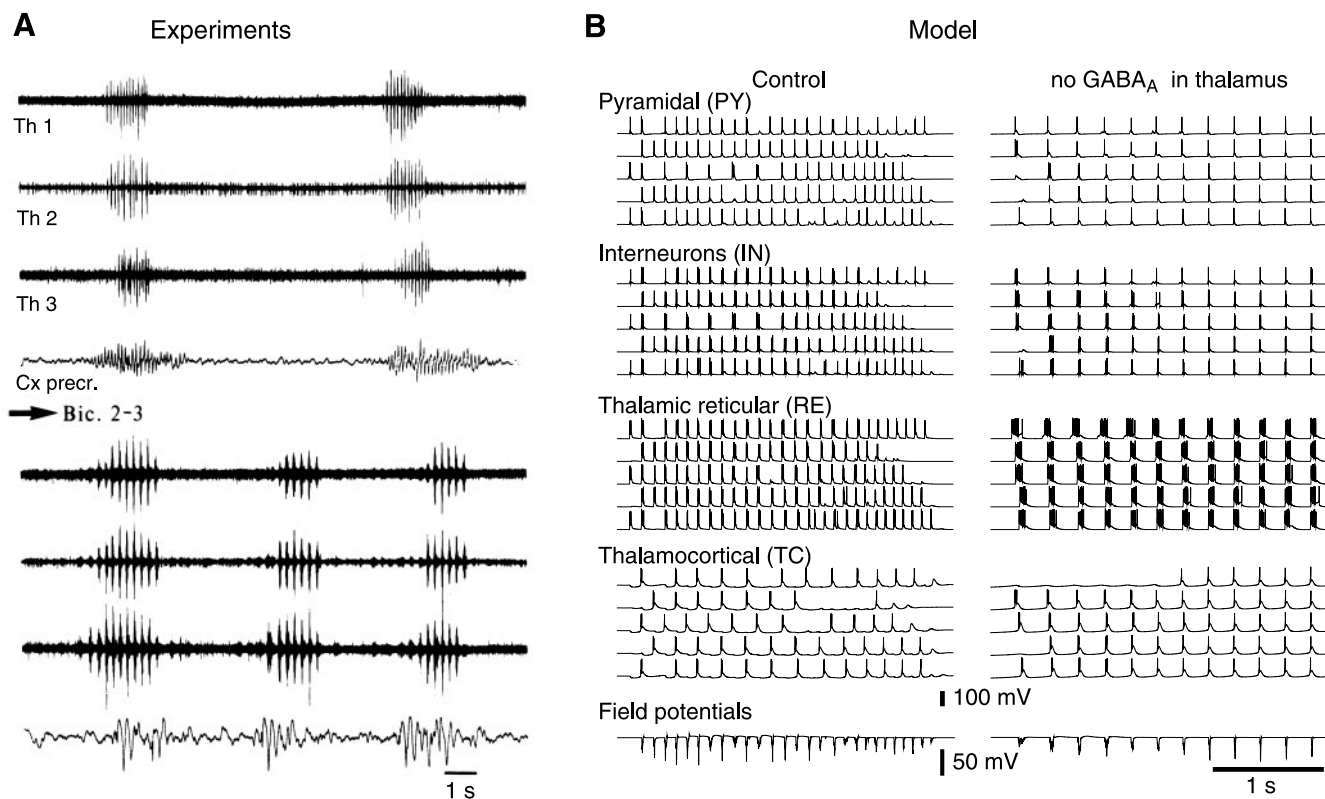 A Experiments
Th 1
Th 2
Th 3
Cx precr.
Bic. 2-3
1 s
B Model
Control no GABAA in thalamus
Pyramidal (PY)
Interneurons (IN)
Thalamic reticular (RE)
Thalamocortical (TC)
100 mV
Field potentials
50 mV
1 s